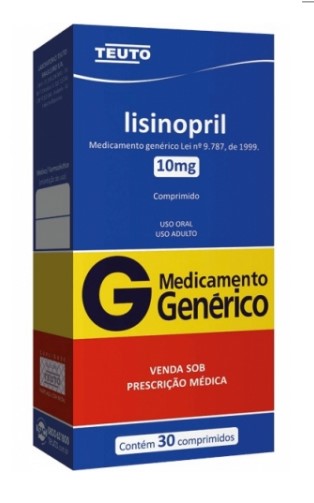 TEUTO
lisinopril
Medicamento genérico Lei nº 9.787, de 1999.
10mg
Comprimido
USO ORAL
USO ADULTO
G Medicamento
Genérico
VENDA SOB
PRESCRIÇÃO MÉDICA
Contém 30 comprimidos